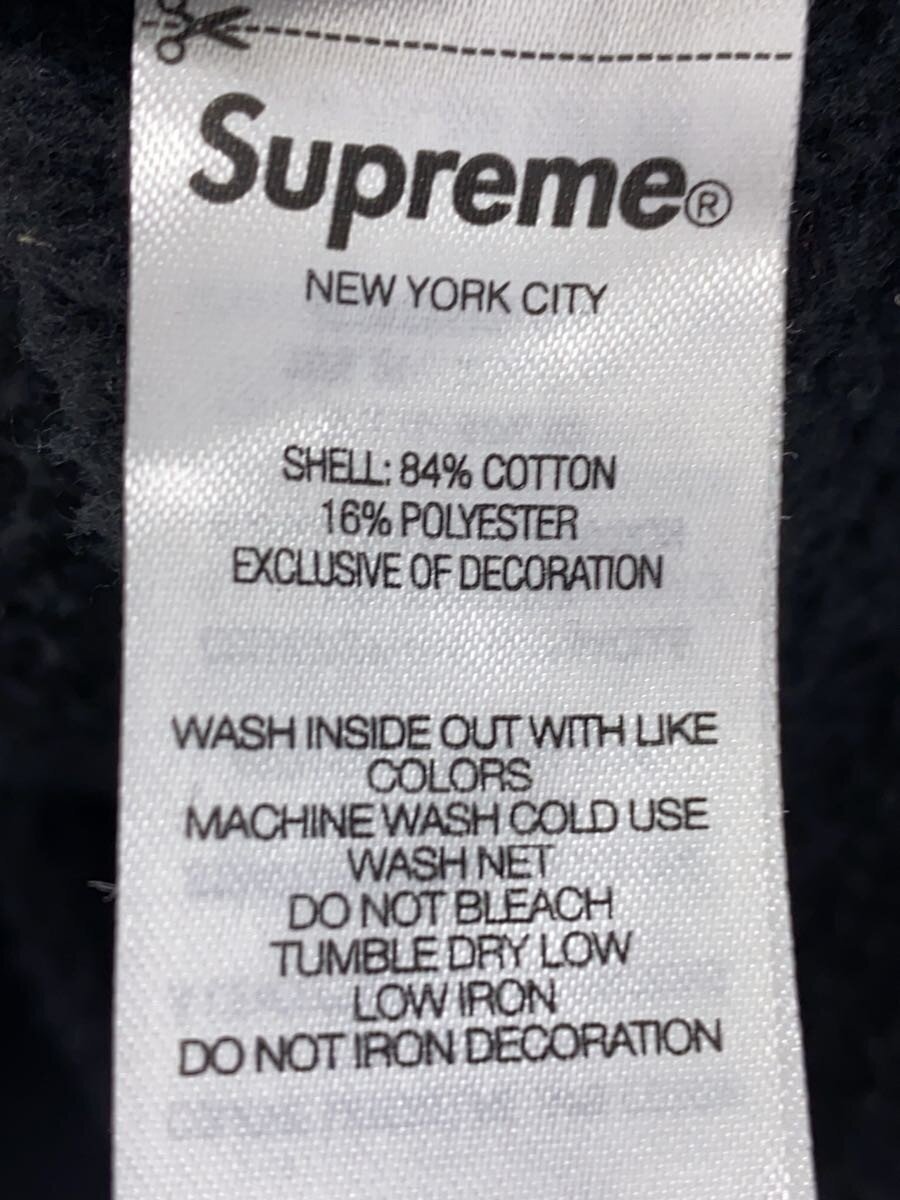 Supreme®
NEW YORK CITY
SHELL: 84% COTTON
16% POLYESTER
EXCLUSIVE OF DECORATION
WASH INSIDE OUT WITH LIKE
COLORS
MACHINE WASH COLD USE
WASH NET
DO NOT BLEACH
TUMBLE DRY LOW
LOW IRON
DO NOT IRON DECORATION